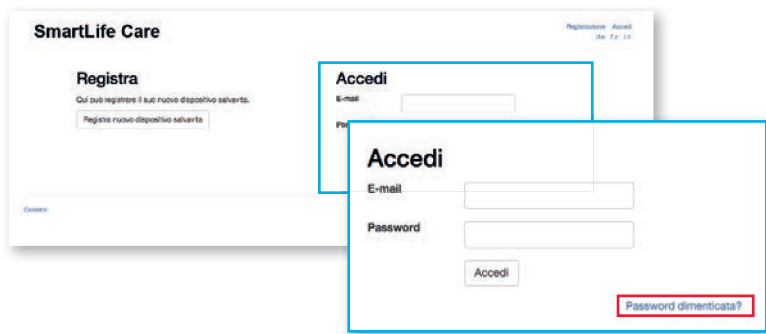 SmartLife Care
Registrazione Accedi
de fr it
Registra
Qui può registrare il suo nuovo dispositivo salvavita.
Registra nuovo dispositivo salvavita
Accedi
E-mail
Accedi
E-mail
Password
Accedi
Password dimenticata?